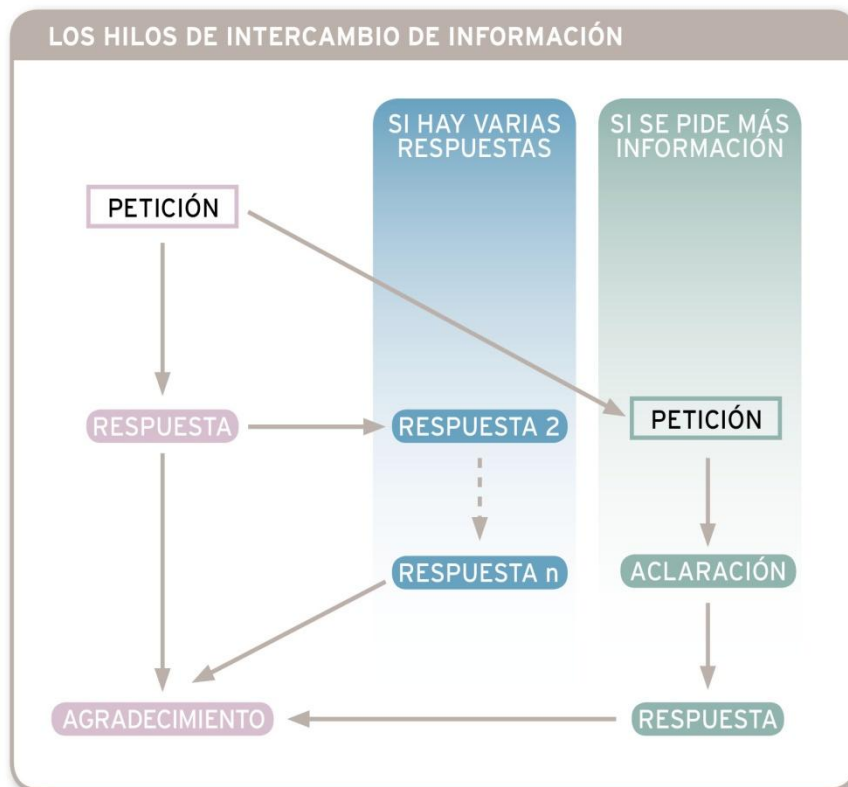 LOS HILOS DE INTERCAMBIO DE INFORMACIÓN
SI HAY VARIAS
RESPUESTAS
SI SE PIDE MÁS
INFORMACIÓN
PETICIÓN
RESPUESTA
RESPUESTA 2
PETICIÓN
RESPUESTA n
ACLARACIÓN
AGRADECIMIENTO
RESPUESTA